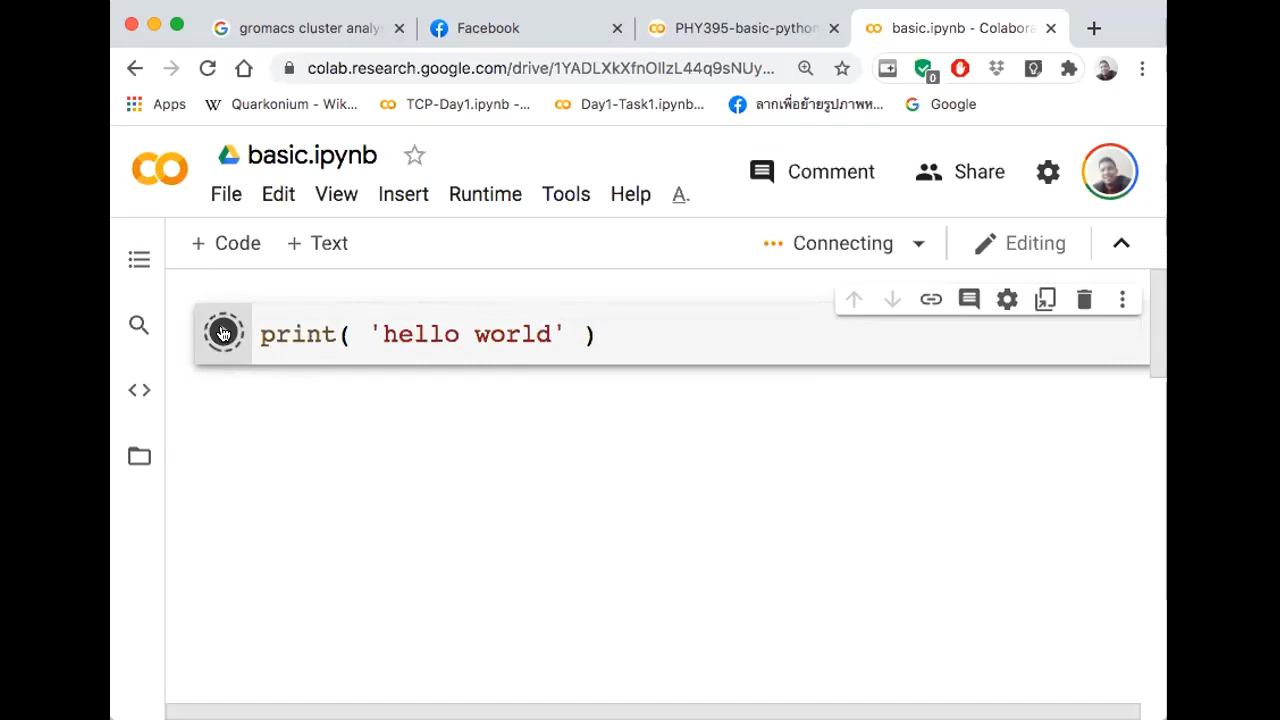 gromacs cluster analy
Facebook
PHY395-basic-python
basic.ipynb - Colabora
colab.research.google.com/drive/1YADLXkXfnOIlzL44q9sNUy...
0
Apps
Quarkonium - Wik...
TCP-Day1.ipynb -...
Day1-Task1.ipynb...
ลากเพื่อย้ายรูปภาพห...
Google
basic.ipynb
Comment
Share
File Edit View Insert Runtime Tools Help A.
+ Code + Text
Connecting
Editing
print( 'hello world' )